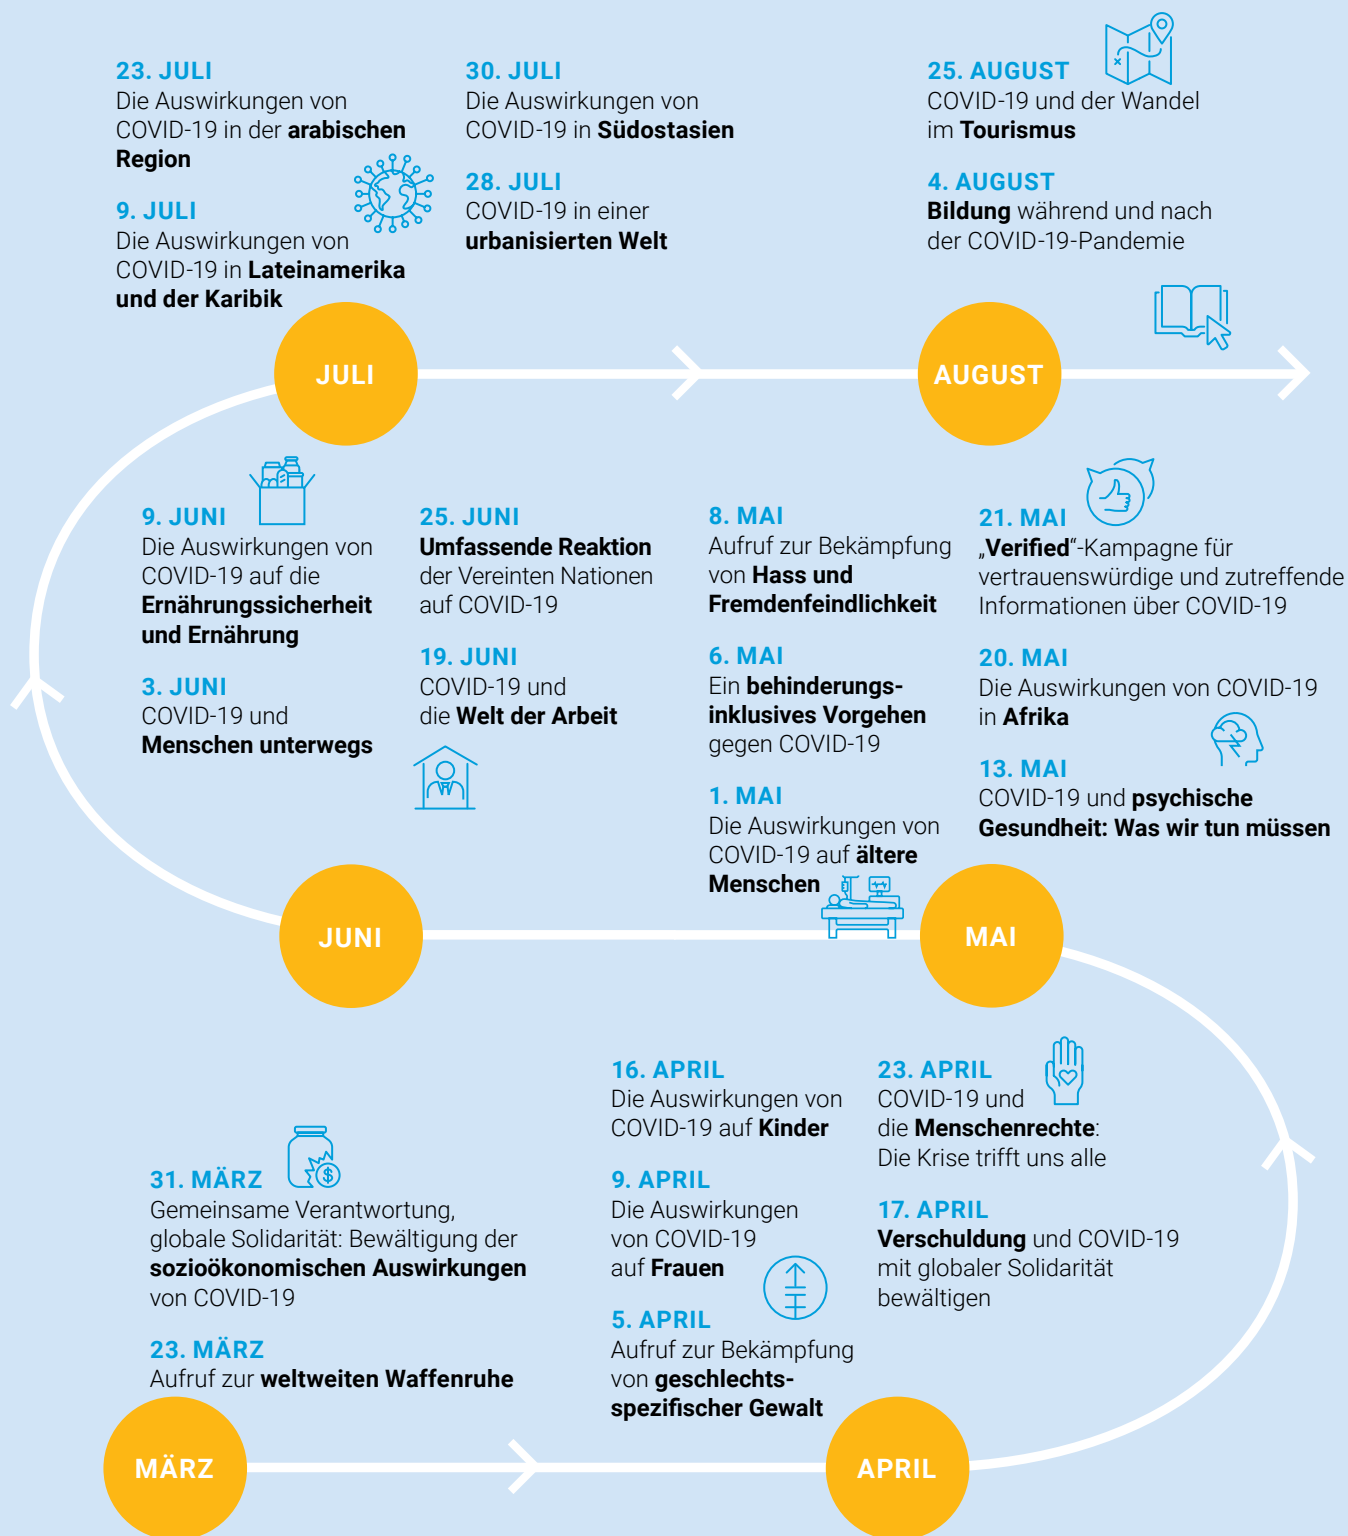 23. JULI
Die Auswirkungen von
COVID-19 in der arabischen
Region
9. JULI
Die Auswirkungen von
COVID-19 in Lateinamerika
und der Karibik
30. JULI
Die Auswirkungen von
COVID-19 in Südostasien
28. JULI
COVID-19 in einer
urbanisierten Welt
25. AUGUST
COVID-19 und der Wandel
im Tourismus
4. AUGUST
Bildung während und nach
der COVID-19-Pandemie
JULI
AUGUST
9. JUNI
Die Auswirkungen von
COVID-19 auf die
Ernährungssicherheit
und Ernährung
3. JUNI
COVID-19 und
Menschen unterwegs
25. JUNI
Umfassende Reaktion
der Vereinten Nationen
auf COVID-19
19. JUNI
COVID-19 und
die Welt der Arbeit
8. MAI
Aufruf zur Bekämpfung
von Hass und
Fremdenfeindlichkeit
6. MAI
Ein behinderungs-
inklusives Vorgehen
gegen COVID-19
1. MAI
Die Auswirkungen von
COVID-19 auf ältere
Menschen
21. MAI
„Verified“-Kampagne für
vertrauenswürdige und zutreffende
Informationen über COVID-19
20. MAI
Die Auswirkungen von COVID-19
in Afrika
13. MAI
COVID-19 und psychische
Gesundheit: Was wir tun müssen
JUNI
MAI
31. MÄRZ
Gemeinsame Verantwortung,
globale Solidarität: Bewältigung der
sozioökonomischen Auswirkungen
von COVID-19
23. MÄRZ
Aufruf zur weltweiten Waffenruhe
16. APRIL
Die Auswirkungen von
COVID-19 auf Kinder
9. APRIL
Die Auswirkungen
von COVID-19
auf Frauen
5. APRIL
Aufruf zur Bekämpfung
von geschlechts-
spezifischer Gewalt
23. APRIL
COVID-19 und
die Menschenrechte:
Die Krise trifft uns alle
17. APRIL
Verschuldung und COVID-19
mit globaler Solidarität
bewältigen
MÄRZ
APRIL
$